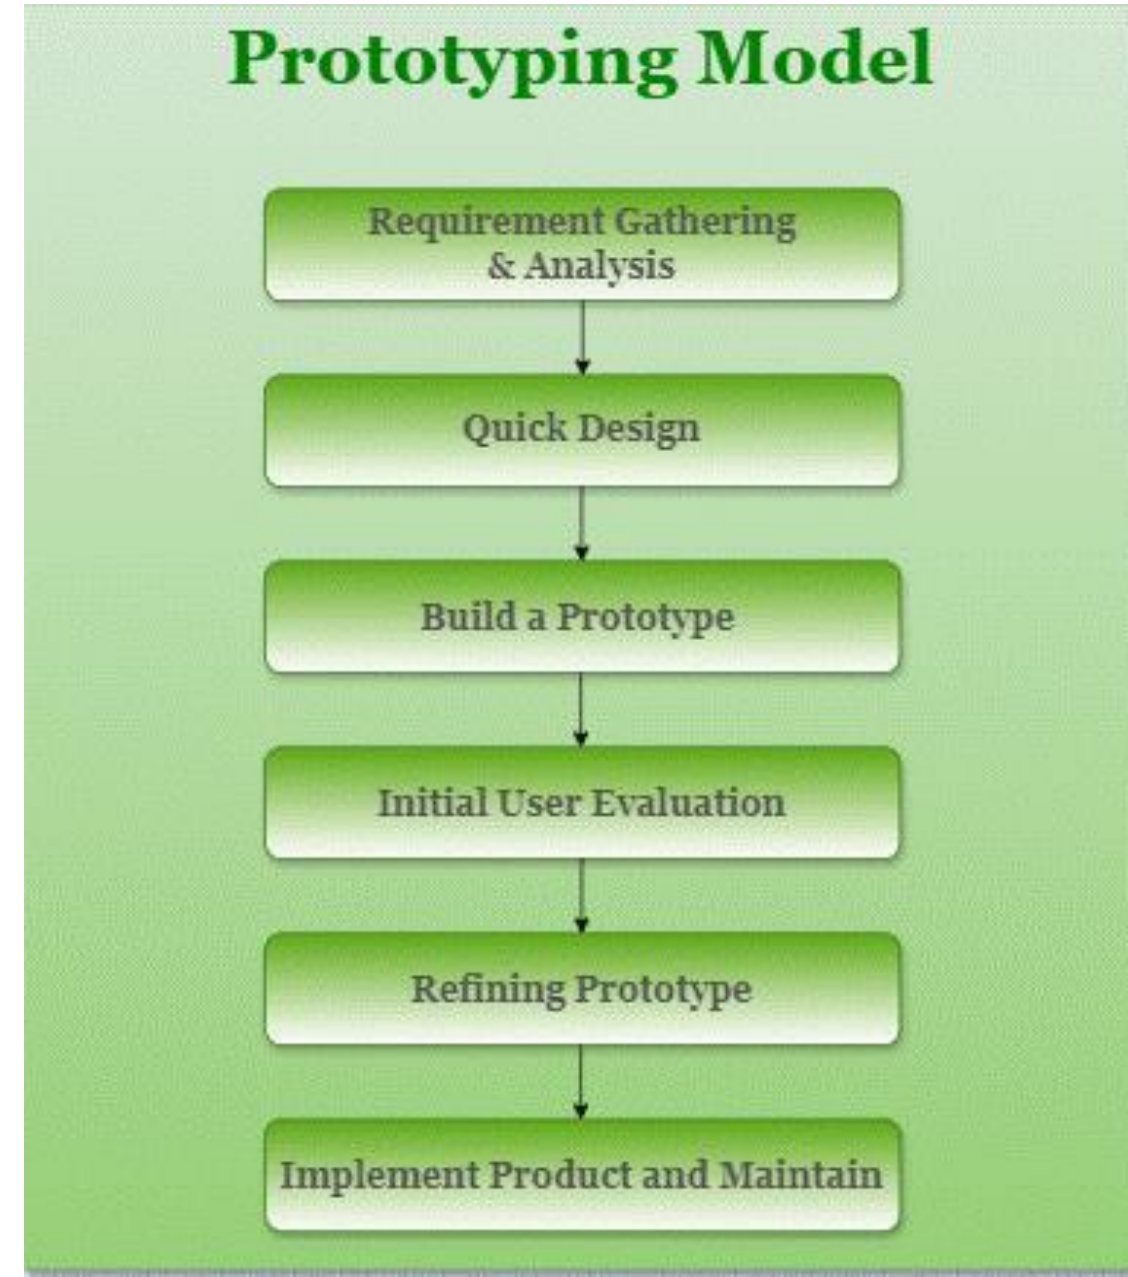 Prototyping Model
Requirement Gathering
& Analysis
Quick Design
Build a Prototype
Initial User Evaluation
Refining Prototype
Implement Product and Maintain